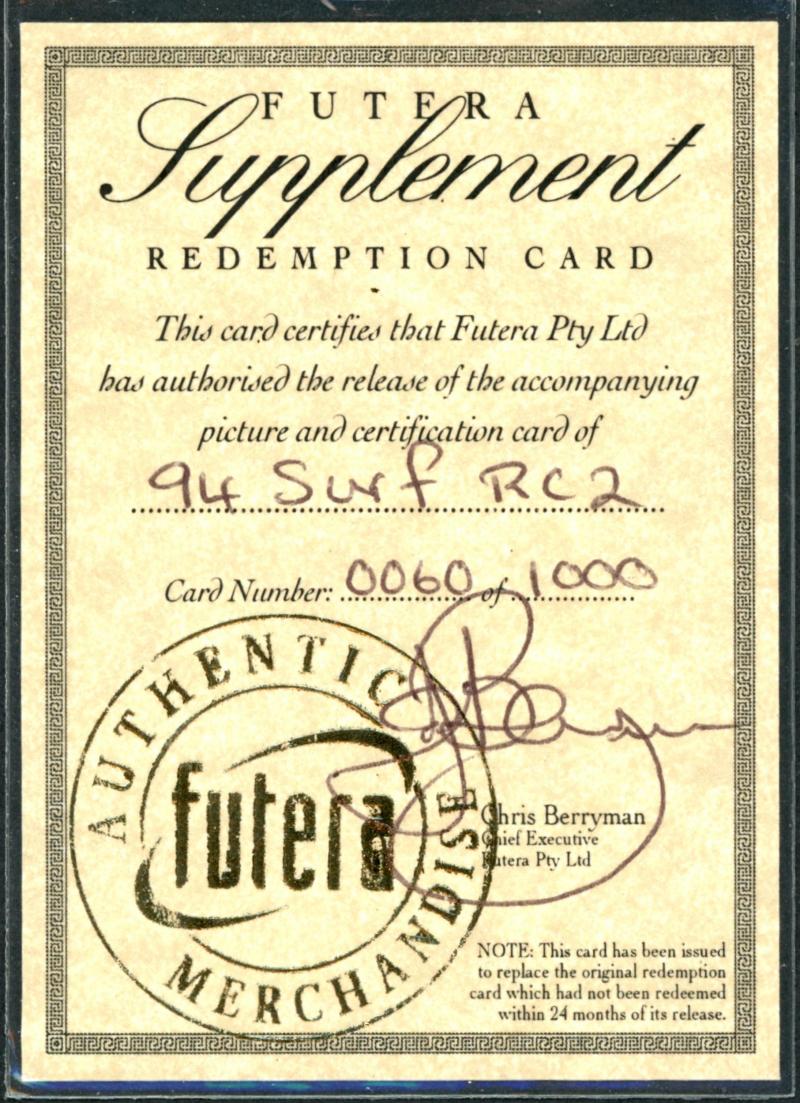 FUTERA
Supplement
REDEMPTION CARD
This card certifies that Futera Pty Ltd
has authorised the release of the accompanying
picture and certification card of
94 Surf RC2
Card Number: 0060 of 1000
AUTHENTIC
futera
MERCHANDISE
Chris Berryman
Chief Executive
Futera Pty Ltd
NOTE: This card has been issued
to replace the original redemption
card which had not been redeemed
within 24 months of its release.